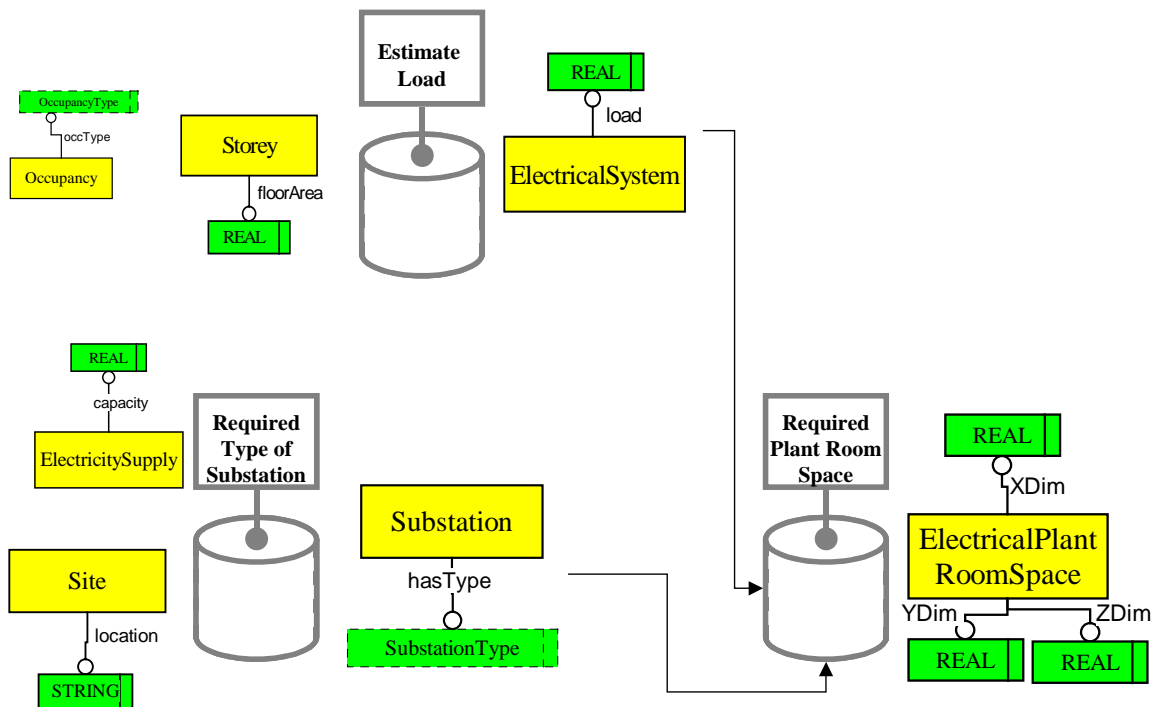 Estimate
Load
REAL
load
ElectricalSystem
OccupancyType
occType
Occupancy
Storey
floorArea
REAL
REAL
capacity
ElectricitySupply
Required
Type of
Substation
Site
location
STRING
Substation
hasType
SubstationType
Required
Plant Room
Space
REAL
XDim
ElectricalPlant
RoomSpace
YDim
ZDim
REAL
REAL